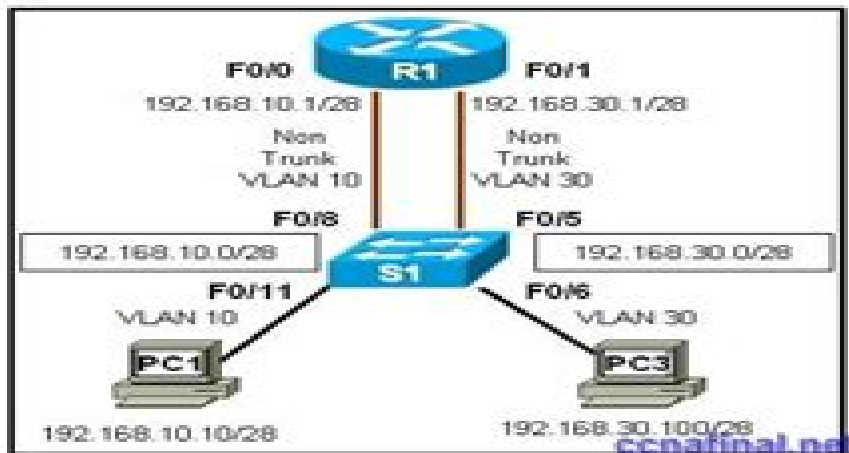 F0/0 R1 F0/1
192.168.10.1/28 192.168.30.1/28
Non Non
Trunk Trunk
VLAN 10 VLAN 30
F0/8 F0/5
192.168.10.0/28 S1 192.168.30.0/28
F0/11 F0/6
VLAN 10 VLAN 30
PC1 PC3
192.168.10.10/28 192.168.30.100/28
ccnafinal.net